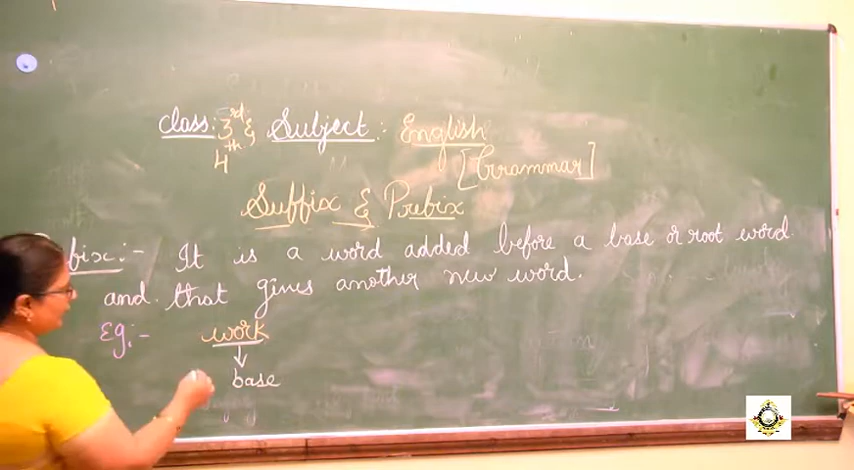 class: 3rd & Subject: English
4th [Grammar]
Suffix & Prefix
fix:- It is a word added before a base or root word.
and that gives another new word.
Eg:- work
base